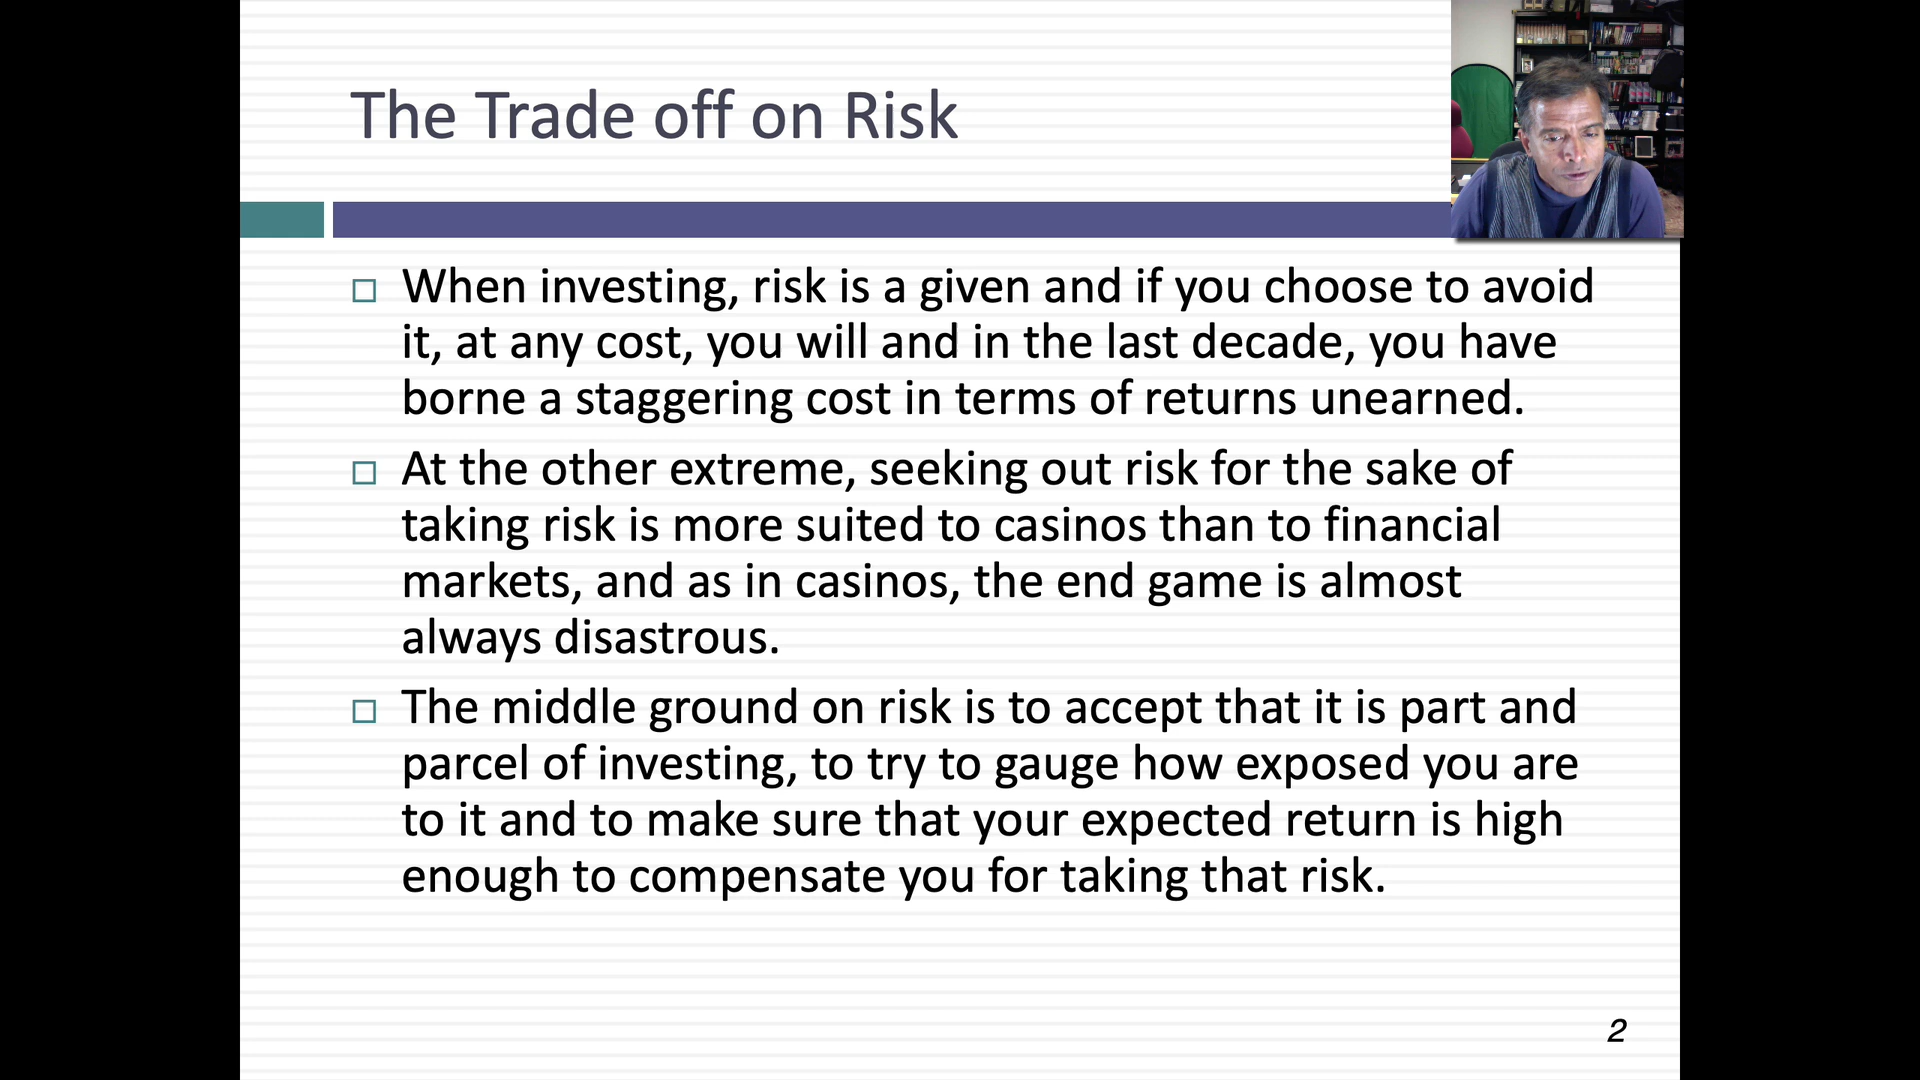 The Trade off on Risk
When investing, risk is a given and if you choose to avoid
it, at any cost, you will and in the last decade, you have
borne a staggering cost in terms of returns unearned.
At the other extreme, seeking out risk for the sake of
taking risk is more suited to casinos than to financial
markets, and as in casinos, the end game is almost
always disastrous.
The middle ground on risk is to accept that it is part and
parcel of investing, to try to gauge how exposed you are
to it and to make sure that your expected return is high
enough to compensate you for taking that risk.
2